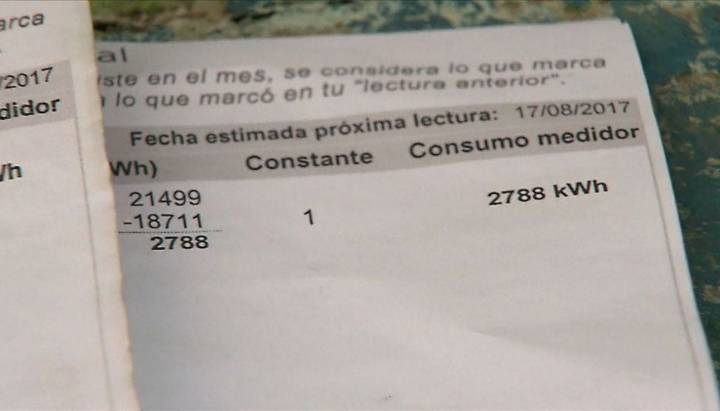 arca
2017
didor
/h
al
iste en el mes, se considera lo que marca
lo que marcó en tu "lectura anterior".
Fecha estimada próxima lectura: 17/08/2017
Wh) Constante Consumo medidor
21499
-18711 1 2788 kWh
2788